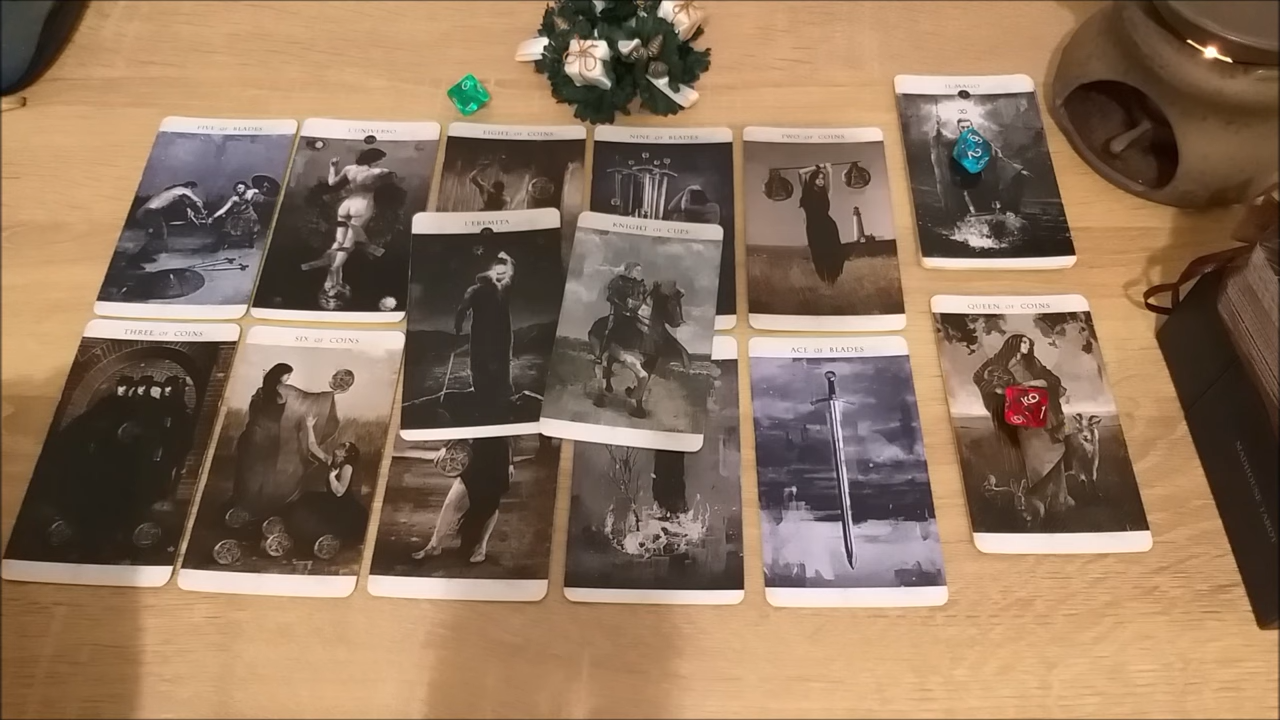 FIVE OF BLADES
L'UNIVERSO
EIGHT OF COINS
NINE OF BLADES
TWO OF COINS
IL MAGO
L'EREMITA
KNIGHT OF CUPS
THREE OF COINS
SIX OF COINS
ACE OF BLADES
QUEEN OF COINS